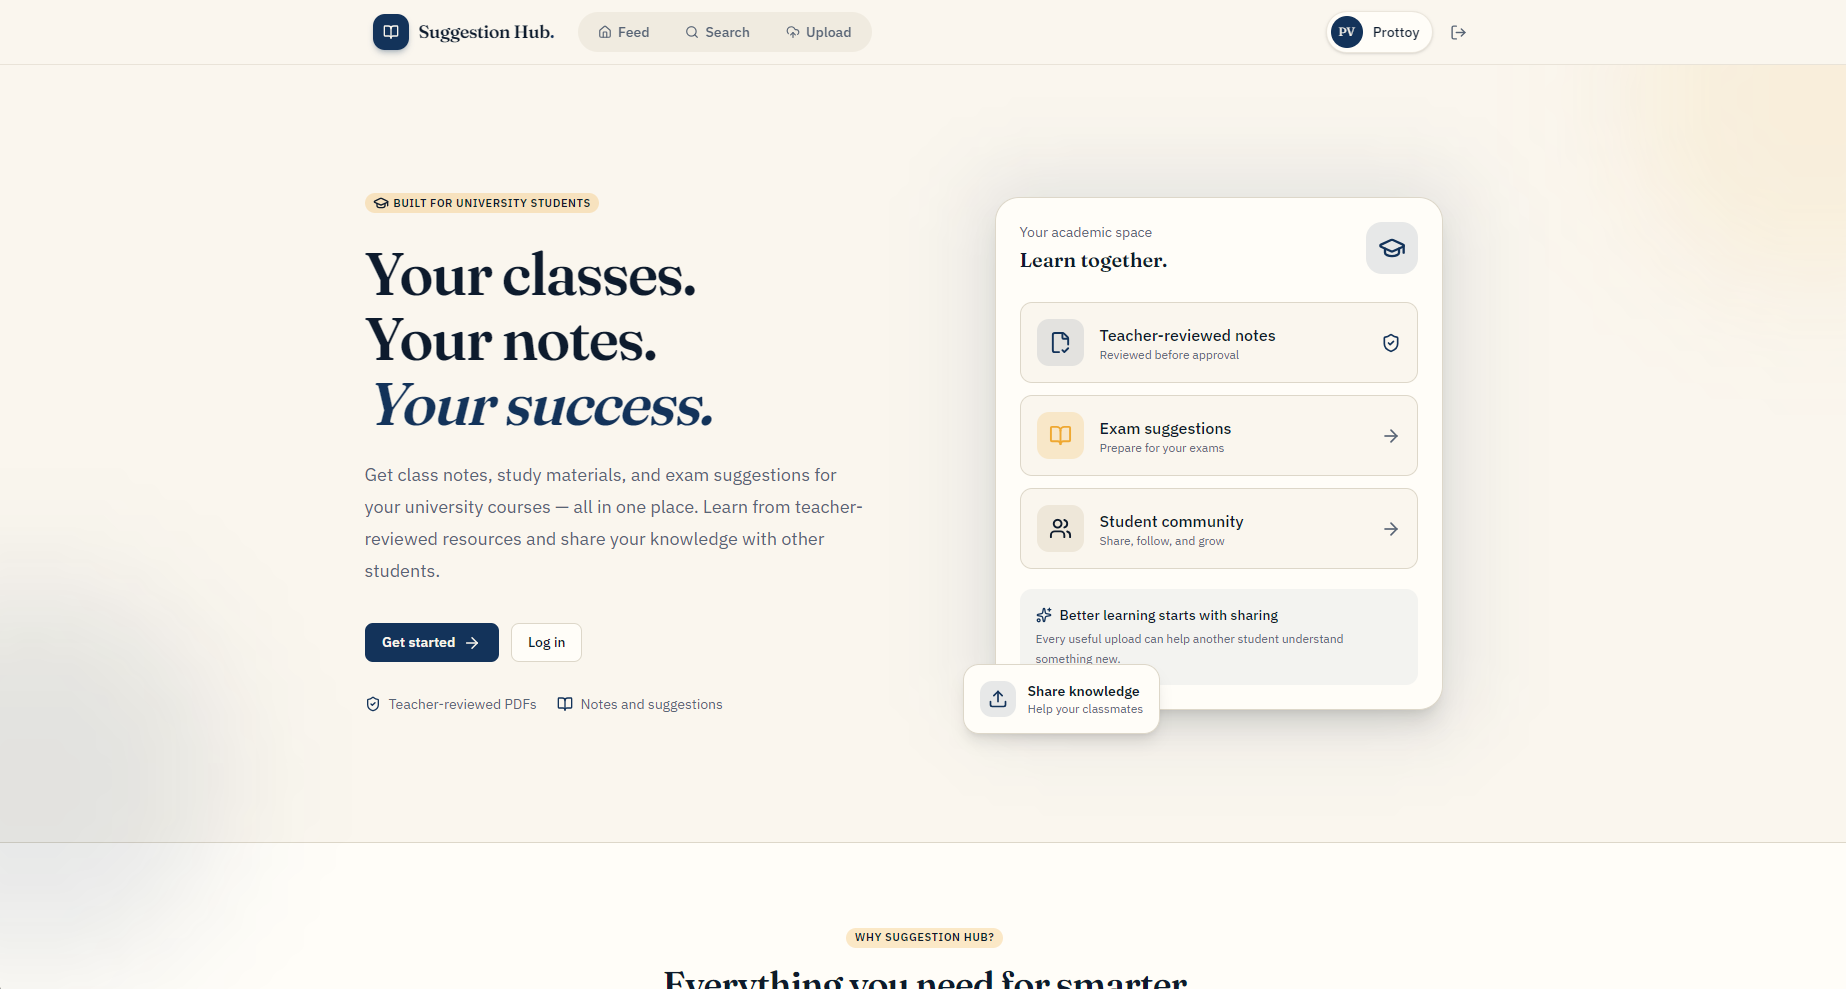 Suggestion Hub.
Feed
Search
Upload
PV
Prottoy
BUILT FOR UNIVERSITY STUDENTS
Your classes.
Your notes.
Your success.
Get class notes, study materials, and exam suggestions for
your university courses — all in one place. Learn from teacher-
reviewed resources and share your knowledge with other
students.
Get started
Log in
Teacher-reviewed PDFs
Notes and suggestions
Your academic space
Learn together.
Teacher-reviewed notes
Reviewed before approval
Exam suggestions
Prepare for your exams
Student community
Share, follow, and grow
Better learning starts with sharing
Every useful upload can help another student understand
something new.
Share knowledge
Help your classmates
WHY SUGGESTION HUB?
Everything you need for smarter